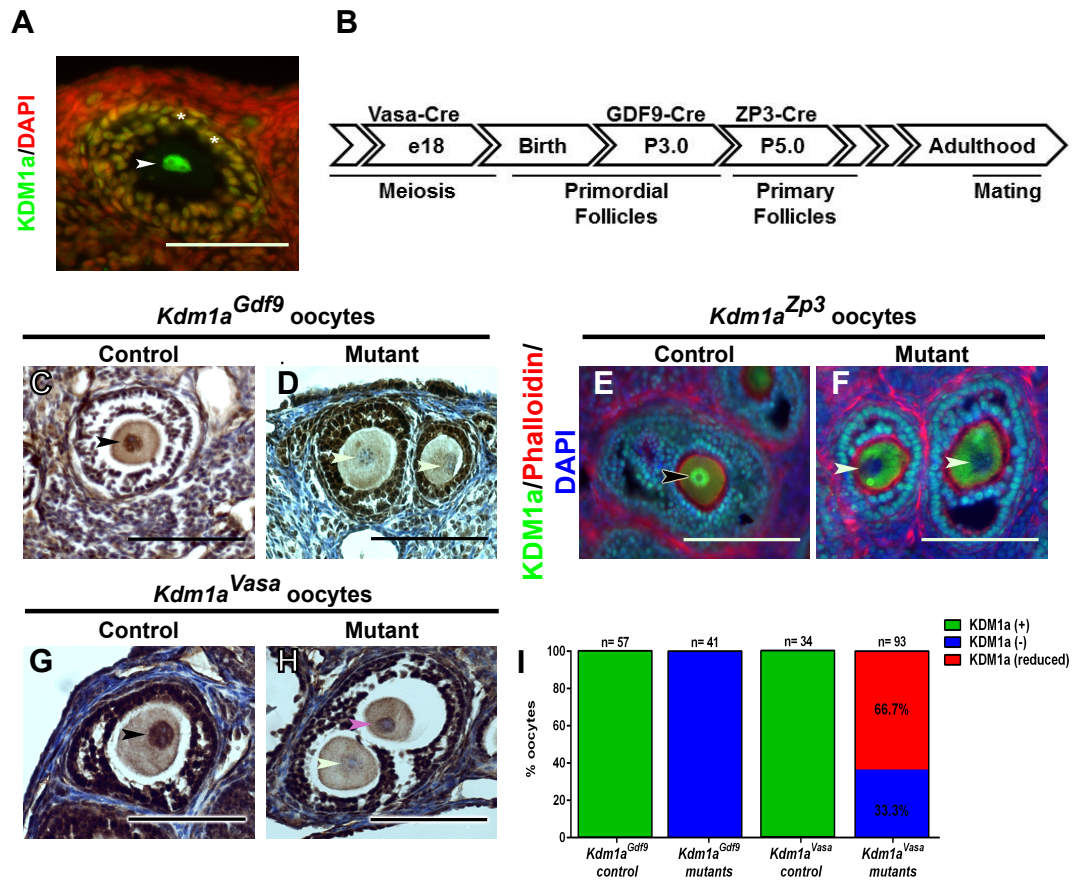 A
KDM1a/DAPI
B
Vasa-Cre GDF9-Cre ZP3-Cre
e18 Birth P3.0 P5.0 Adulthood
Meiosis Primordial Follicles Primary Follicles Mating
Kdm1a^Gdf9 oocytes
Control Mutant
C D
Kdm1a^Zp3 oocytes
Control Mutant
KDM1a/Phalloidin/
DAPI
E F
Kdm1a^Vasa oocytes
Control Mutant
G H
I
KDM1a (+)
KDM1a (-)
KDM1a (reduced)
n= 57 n= 41 n= 34 n= 93
% oocytes
100
80
60
40
20
0
66.7%
33.3%
Kdm1a^Gdf9 control
Kdm1a^Gdf9 mutants
Kdm1a^Vasa control
Kdm1a^Vasa mutants